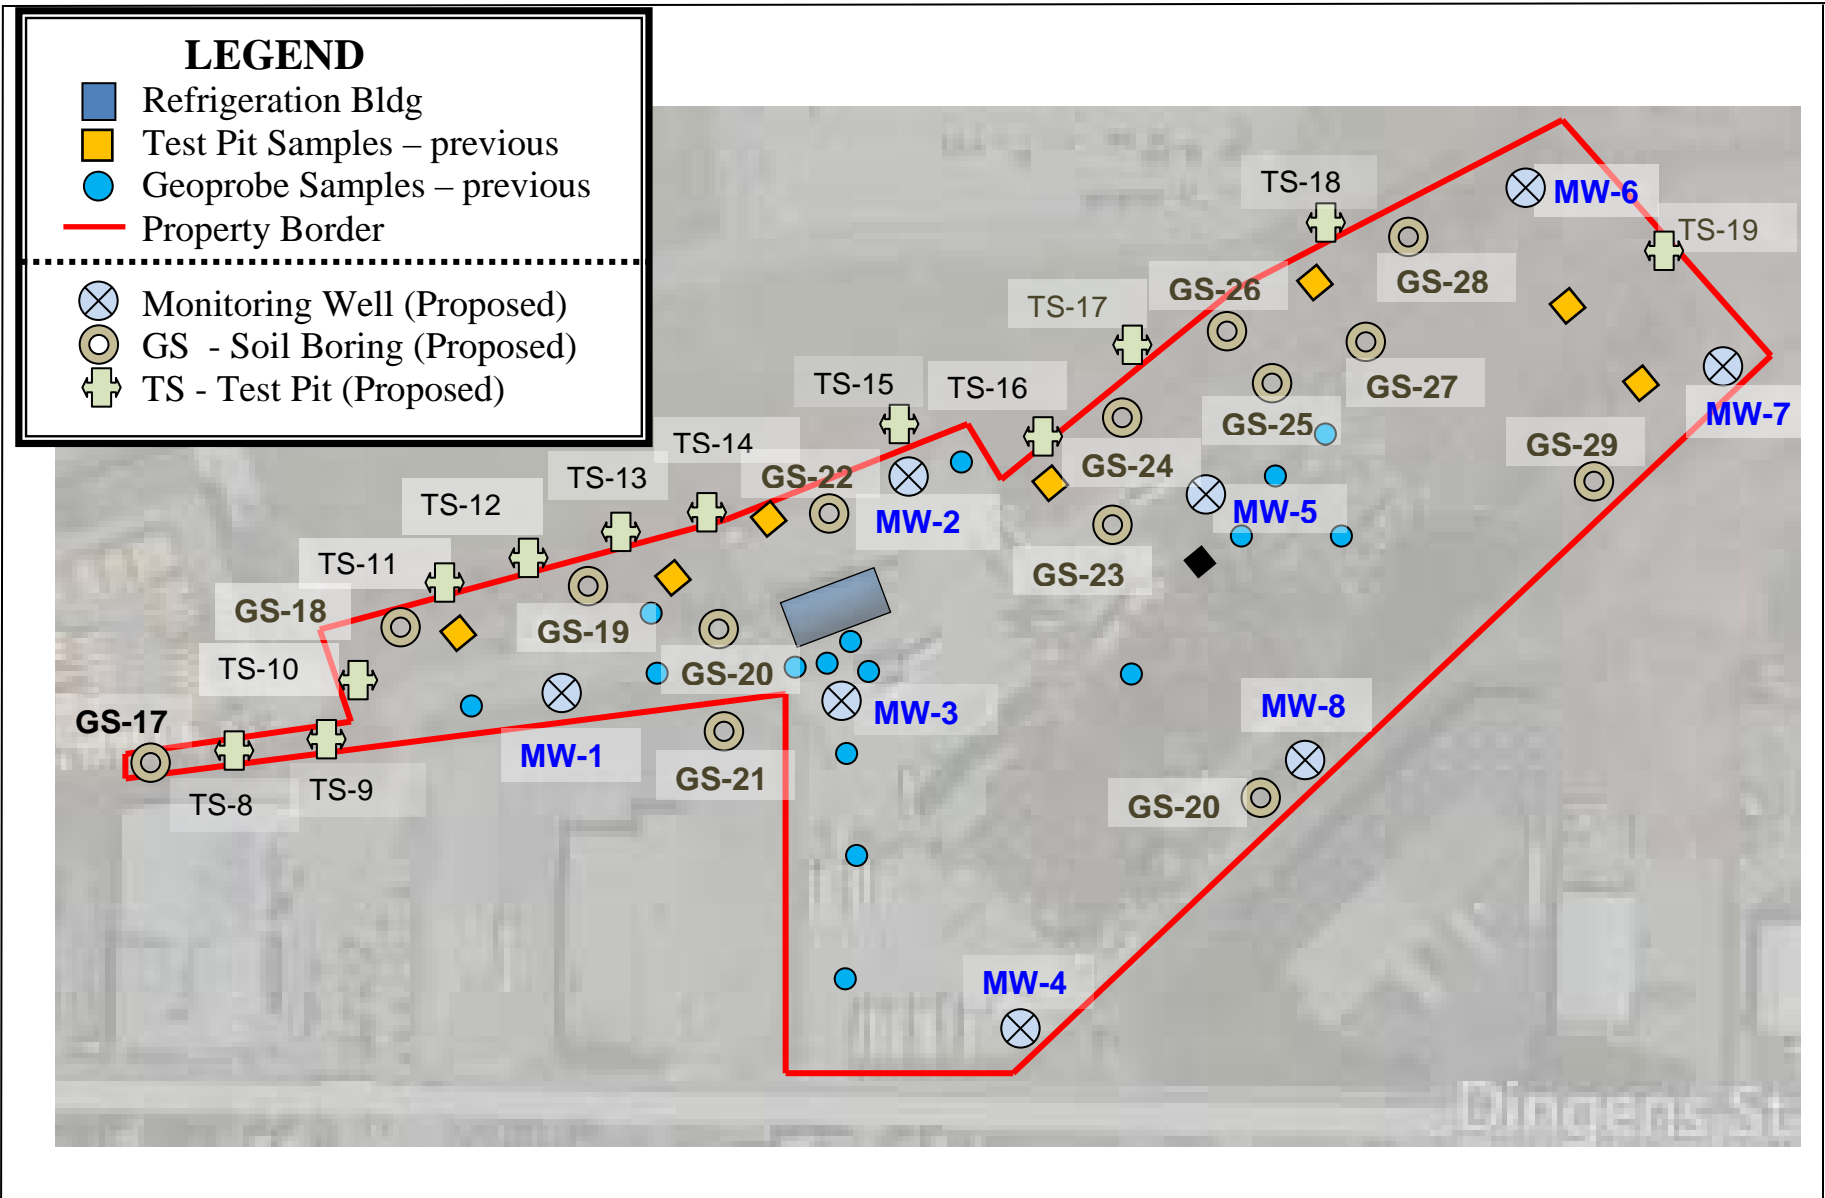 LEGEND
Refrigeration Bldg
Test Pit Samples – previous
Geoprobe Samples – previous
Property Border
Monitoring Well (Proposed)
GS - Soil Boring (Proposed)
TS - Test Pit (Proposed)
TS-18
MW-6
TS-19
GS-26
GS-28
TS-17
TS-15
TS-16
GS-27
MW-7
GS-25
TS-14
GS-29
GS-24
TS-13
GS-22
TS-12
MW-2
MW-5
TS-11
GS-23
GS-18
GS-19
TS-10
GS-20
GS-17
MW-3
MW-8
MW-1
GS-21
TS-9
TS-8
GS-20
MW-4
Dingens St